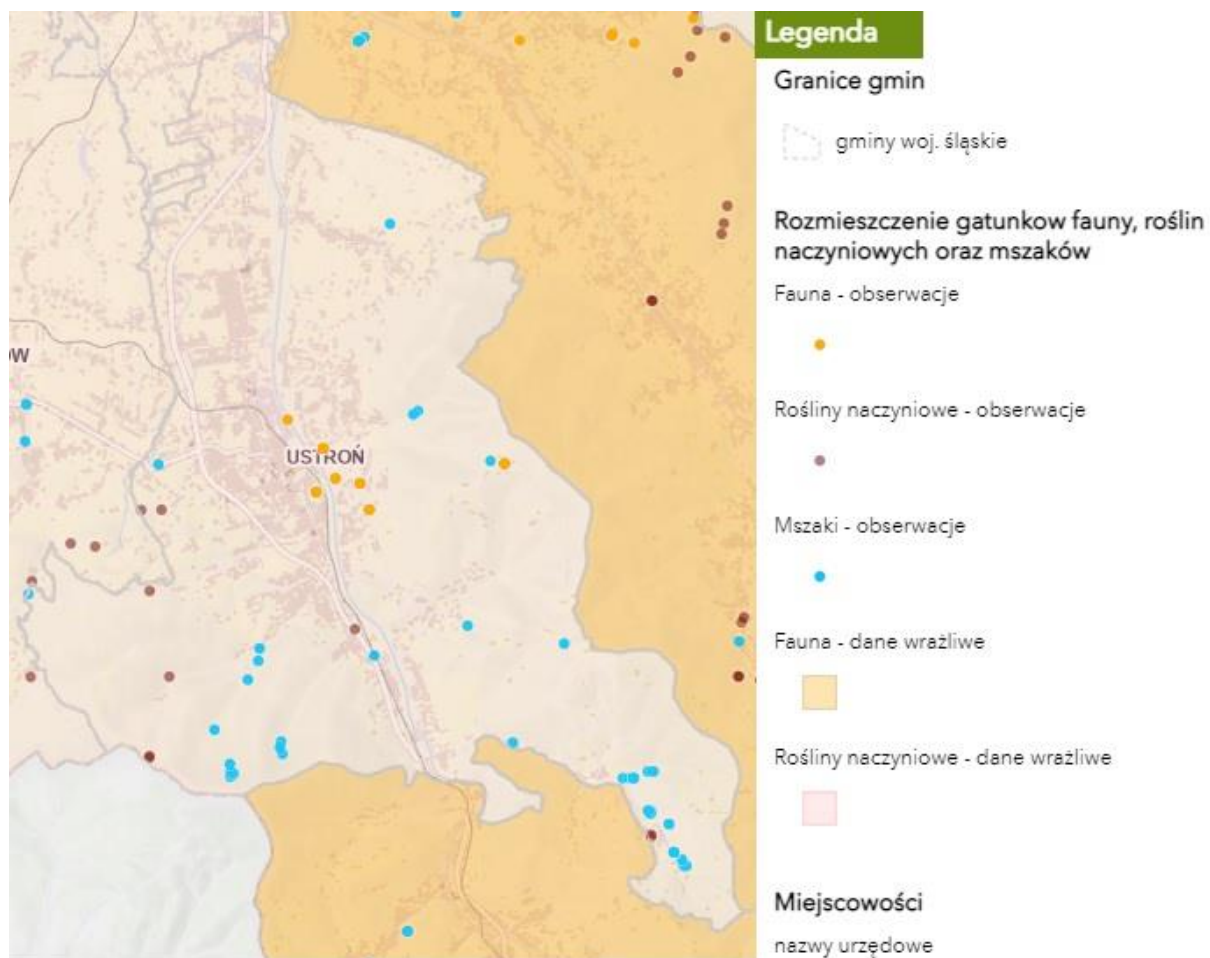 W
USTROŃ
Legenda
Granice gmin
gminy woj. śląskie
Rozmieszczenie gatunkow fauny, roślin
naczyniowych oraz mszaków
Fauna - obserwacje
Rośliny naczyniowe - obserwacje
Mszaki - obserwacje
Fauna - dane wrażliwe
Rośliny naczyniowe - dane wrażliwe
Miejscowości
nazwy urzędowe